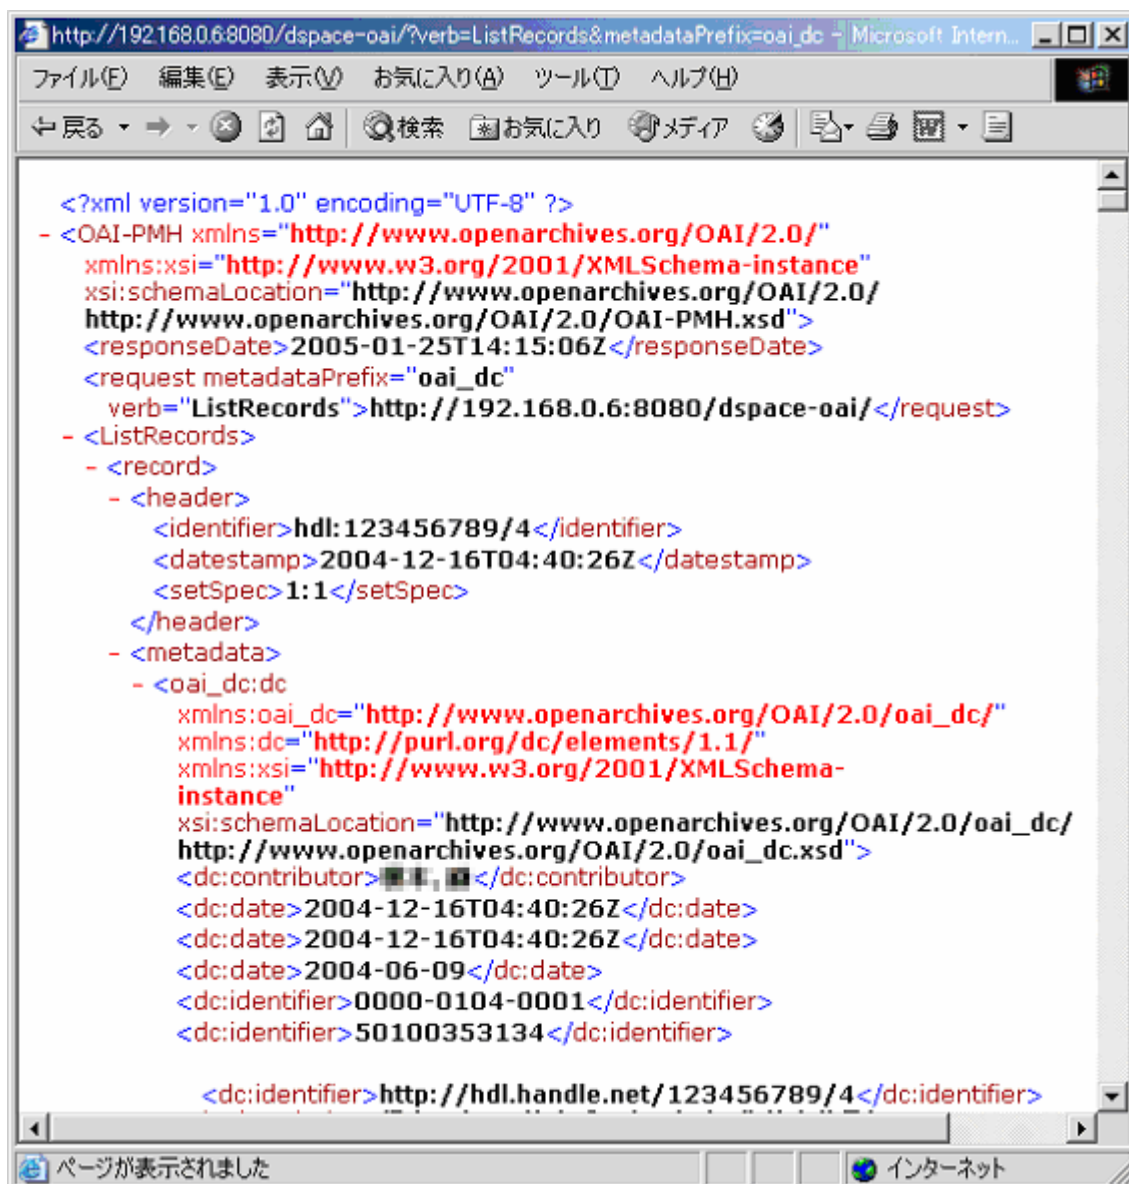 http://192.168.0.6:8080/dspace-oai/?verb=ListRecords&metadataPrefix=oai_dc - Microsoft Intern...
ファイル(F) 編集(E) 表示(V) お気に入り(A) ツール(T) ヘルプ(H)
戻る 検索 お気に入り メディア
<?xml version="1.0" encoding="UTF-8" ?>
- <OAI-PMH xmlns="http://www.openarchives.org/OAI/2.0/"
xmlns:xsi="http://www.w3.org/2001/XMLSchema-instance"
xsi:schemaLocation="http://www.openarchives.org/OAI/2.0/
http://www.openarchives.org/OAI/2.0/OAI-PMH.xsd">
<responseDate>2005-01-25T14:15:06Z</responseDate>
<request metadataPrefix="oai_dc"
verb="ListRecords">http://192.168.0.6:8080/dspace-oai/</request>
- <ListRecords>
- <record>
- <header>
<identifier>hdl:123456789/4</identifier>
<datestamp>2004-12-16T04:40:26Z</datestamp>
<setSpec>1:1</setSpec>
</header>
- <metadata>
- <oai_dc:dc
xmlns:oai_dc="http://www.openarchives.org/OAI/2.0/oai_dc/"
xmlns:dc="http://purl.org/dc/elements/1.1/"
xmlns:xsi="http://www.w3.org/2001/XMLSchema-
instance"
xsi:schemaLocation="http://www.openarchives.org/OAI/2.0/oai_dc/
http://www.openarchives.org/OAI/2.0/oai_dc.xsd">
<dc:contributor>, </dc:contributor>
<dc:date>2004-12-16T04:40:26Z</dc:date>
<dc:date>2004-12-16T04:40:26Z</dc:date>
<dc:date>2004-06-09</dc:date>
<dc:identifier>0000-0104-0001</dc:identifier>
<dc:identifier>50100353134</dc:identifier>
<dc:identifier>http://hdl.handle.net/123456789/4</dc:identifier>
ページが表示されました インターネット